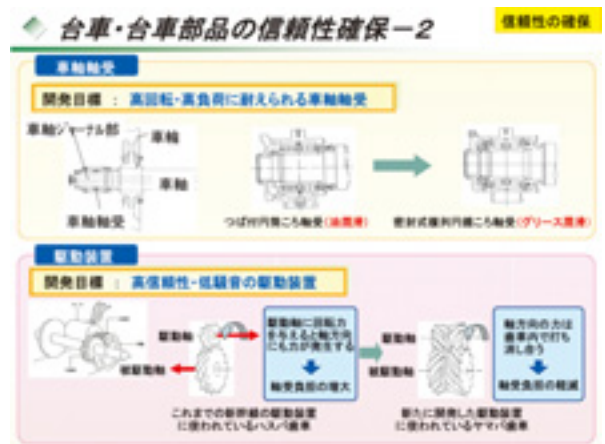 台車・台車部品の信頼性確保－2
信頼性の確保
車軸軸受
開発目標 ： 高回転・高負荷に耐えられる車軸軸受
車軸ジャーナル部
車輪
車軸
車軸軸受
つば付円筒ころ軸受(油潤滑)
密封式複列円錐ころ軸受(グリース潤滑)
駆動装置
開発目標 ： 高信頼性・低騒音の駆動装置
駆動軸
被駆動軸
駆動軸に回転力
を与えると軸方向
にも力が発生する
軸受負担の増大
駆動軸
被駆動軸
軸方向の力は
歯車内で打ち
消し合う
軸受負担の軽減
これまでの新幹線の駆動装置
に使われているハスバ歯車
新たに開発した駆動装置
に使われているヤマバ歯車